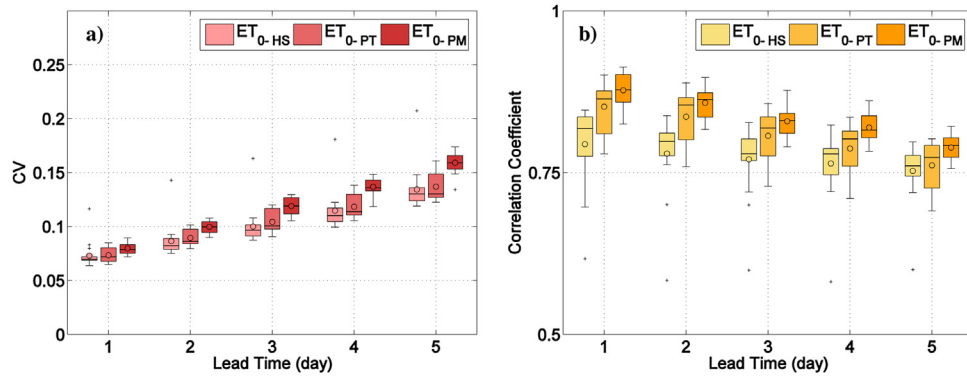 a)
ET0- HS ET0- PT ET0- PM
0.25
0.2
0.15
0.1
0.05
0
CV
1 2 3 4 5
Lead Time (day)
b)
ET0- HS ET0- PT ET0- PM
1
0.75
0.5
Correlation Coefficient
1 2 3 4 5
Lead Time (day)